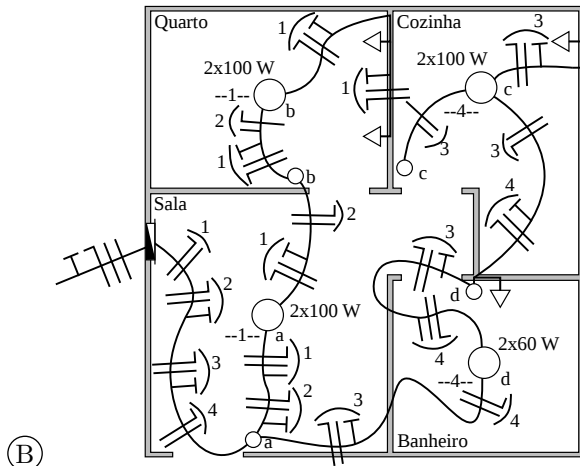 Quarto
Cozinha
1
3
2x100 W
2x100 W
--1--
b
1
c
2
--4--
1
3
3
b
c
Sala
4
1
2
3
1
2
d
2x100 W
--1--
a
4
2x60 W
1
3
--4--
d
2
4
3
4
a
Banheiro
B